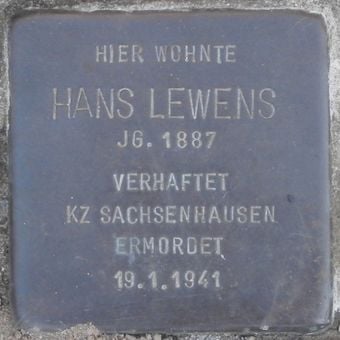 HIER WOHNTE
HANS LEWENS
JG. 1887
VERHAFTET
KZ SACHSENHAUSEN
ERMORDET
19.1.1941